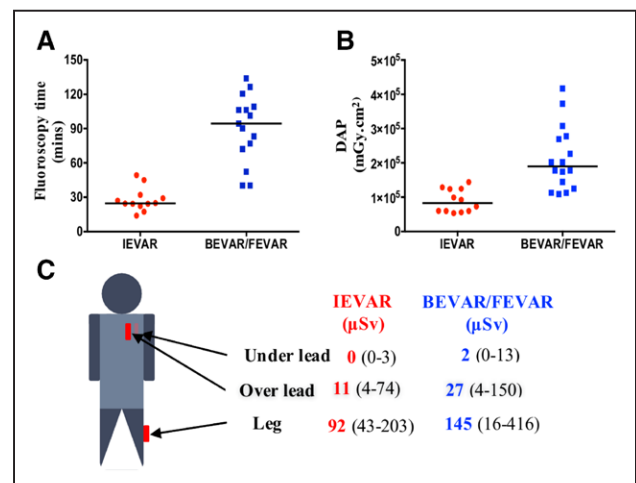 A
Fluoroscopy time
(mins)
150
120
90
60
30
0
IEVAR
BEVAR/FEVAR
B
DAP
(mGy.cm²)
5×10⁵
4×10⁵
3×10⁵
2×10⁵
1×10⁵
0
IEVAR
BEVAR/FEVAR
C
IEVAR BEVAR/FEVAR
(µSv) (µSv)
Under lead 0 (0-3) 2 (0-13)
Over lead 11 (4-74) 27 (4-150)
Leg 92 (43-203) 145 (16-416)